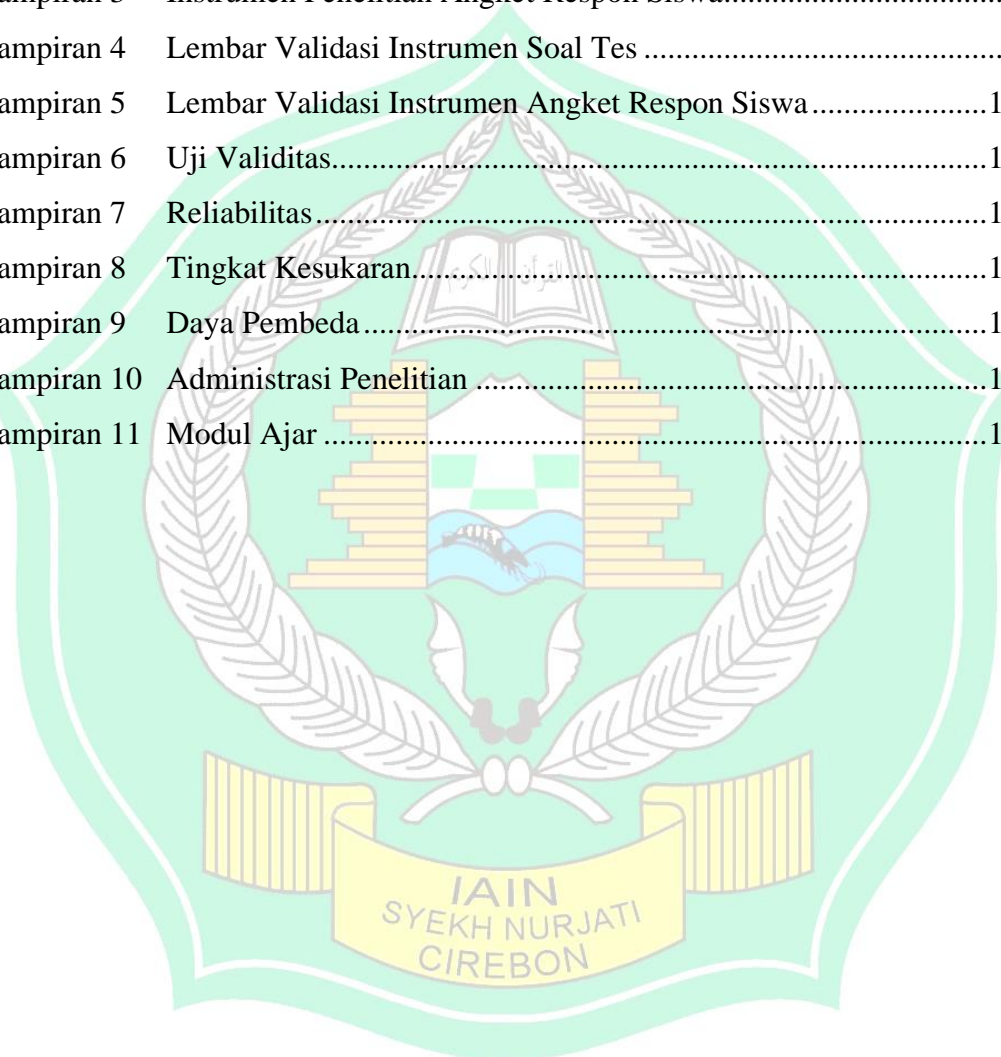 ampiran 3 Instrumen Penelitian Angket Respon Siswa..............................
ampiran 4 Lembar Validasi Instrumen Soal Tes ..........................................
ampiran 5 Lembar Validasi Instrumen Angket Respon Siswa......................1
ampiran 6 Uji Validitas................................................................................1
ampiran 7 Reliabilitas..................................................................................1
ampiran 8 Tingkat Kesukaran......................................................................1
ampiran 9 Daya Pembeda............................................................................1
ampiran 10 Administrasi Penelitian ..............................................................1
ampiran 11 Modul Ajar .................................................................................1
القرآن الكريم
IAIN
SYEKH NURJATI
CIREBON